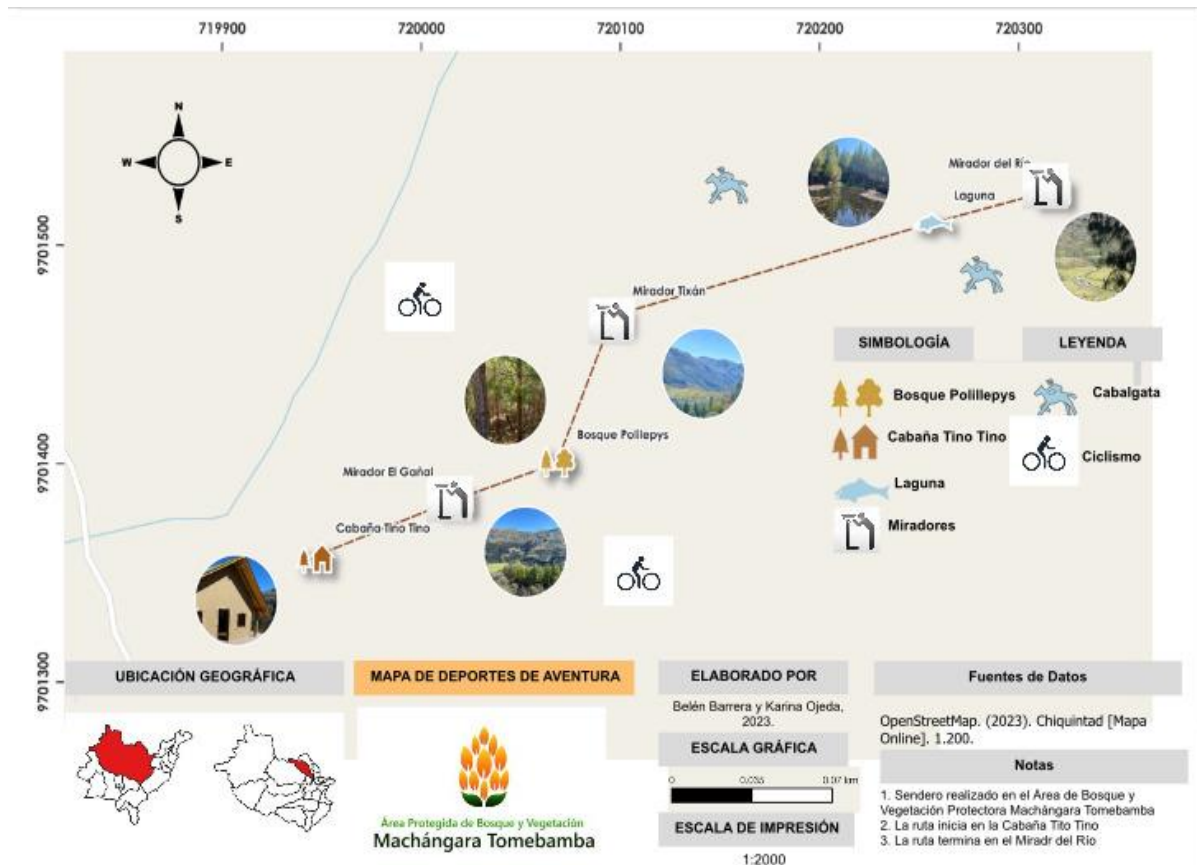 719900
720000
720100
720200
720300
9701500
9701400
9701300
N
W
E
S
Mirador del Río
Laguna
Mirador Tixán
Bosque Polilepys
Mirador El Gañal
Cabaña Tino Tino
SIMBOLOGÍA
Bosque Polillepys
Cabaña Tino Tino
Laguna
Miradores
LEYENDA
Cabalgata
Ciclismo
UBICACIÓN GEOGRÁFICA
MAPA DE DEPORTES DE AVENTURA
Área Protegida de Bosque y Vegetación
Machángara Tomebamba
ELABORADO POR
Belén Barrera y Karina Ojeda,
2023.
ESCALA GRÁFICA
0 0.035 0.07 km
ESCALA DE IMPRESIÓN
1:2000
Fuentes de Datos
OpenStreetMap. (2023). Chiquintad [Mapa
Online]. 1.200.
Notas
1. Sendero realizado en el Área de Bosque y
Vegetación Protectora Machángara Tomebamba
2. La ruta inicia en la Cabaña Tito Tino
3. La ruta termina en el Miradr del Río